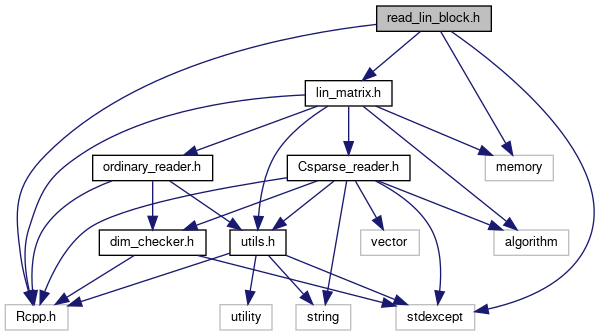 read_lin_block.h
lin_matrix.h
ordinary_reader.h
Csparse_reader.h
memory
dim_checker.h
utils.h
vector
algorithm
Rcpp.h
utility
string
stdexcept